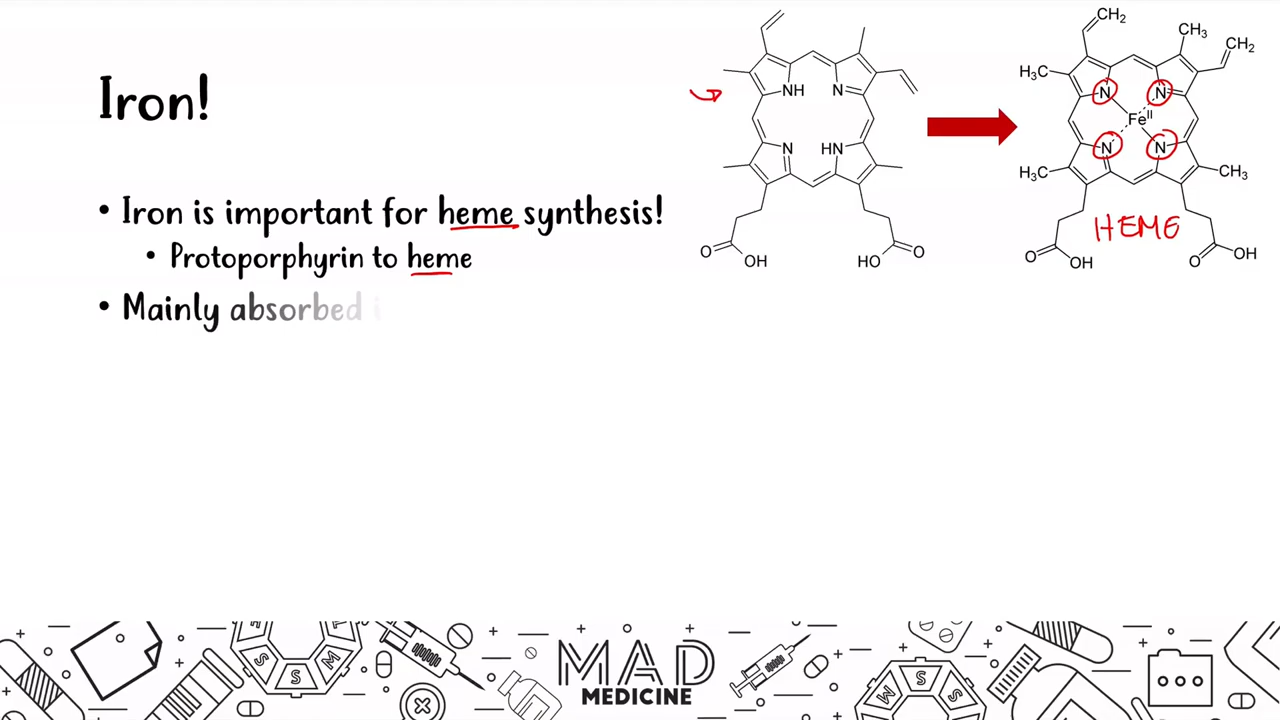 Iron!
• Iron is important for heme synthesis!
• Protoporphyrin to heme
• Mainly absorbed i
NH
N
N
HN
O
OH
HO
O
CH2
CH3
CH2
H3C
N
N
FeII
N
N
H3C
CH3
HEME
O
OH
O
OH
S
S
M
MAD
MEDICINE
M
S
S